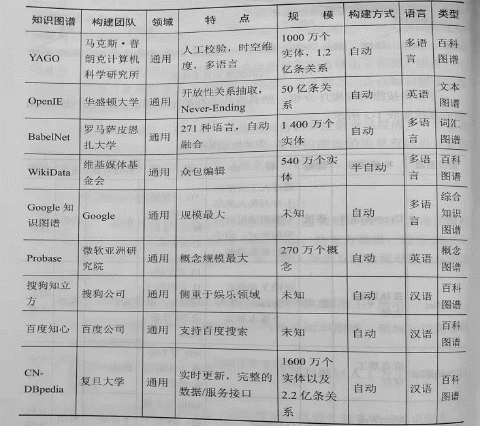 知识图谱 构建团队 领域 特 点 规 模 构建方式 语言 类型
YAGO 马克斯·普朗克计算机科学研究所 通用 人工校验，时空维度，多语言 1000 万个实体，1.2 亿条关系 自动 多语言 百科图谱
OpenIE 华盛顿大学 通用 开放性关系抽取，Never-Ending 50 亿条关系 自动 英语 文本图谱
BabelNet 罗马萨皮恩扎大学 通用 271 种语言，自动融合 1 400 万个实体 自动 多语言 词汇图谱
WikiData 维基媒体基金会 通用 众包编辑 540 万个实体 半自动 多语言 百科图谱
Google 知识图谱 Google 通用 规模最大 未知 自动 多语言 综合知识图谱
Probase 微软亚洲研究院 通用 概念规模最大 270 万个概念 自动 英语 概念图谱
搜狗知立方 搜狗公司 通用 侧重于娱乐领域 未知 自动 汉语 百科图谱
百度知心 百度公司 通用 支持百度搜索 未知 自动 汉语 百科图谱
CN-DBpedia 复旦大学 通用 实时更新，完整的数据/服务接口 1600 万个实体以及 2.2 亿条关系 自动 汉语 百科图谱